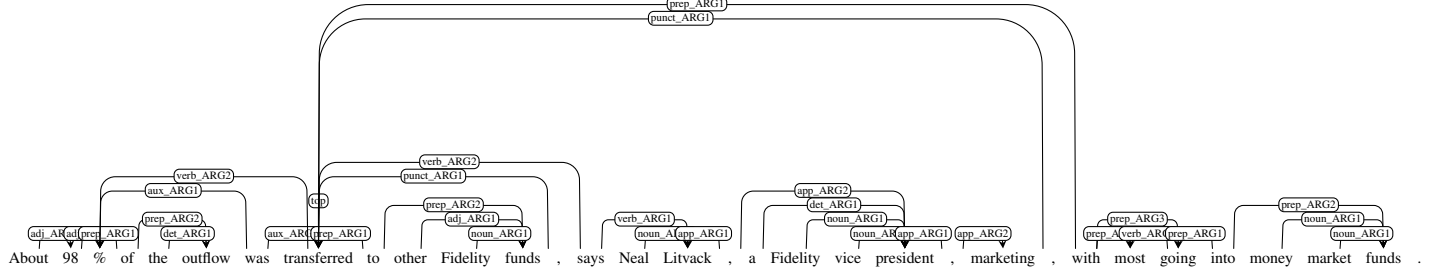 prep_ARG1
punct_ARG1
verb_ARG2
verb_ARG2 punct_ARG1
aux_ARG1 app_ARG2
top
prep_ARG2 det_ARG1 prep_ARG2
prep_ARG2 adj_ARG1 verb_ARG1 noun_ARG1 prep_ARG3 noun_ARG1
prep_ARG1 det_ARG1 prep_ARG1 noun_ARG1 app_ARG1 app_ARG1 app_ARG2 prep_ARG1 noun_ARG1
About 98 % of the outflow was transferred to other Fidelity funds , says Neal Litvack , a Fidelity vice president , marketing , with most going into money market funds .